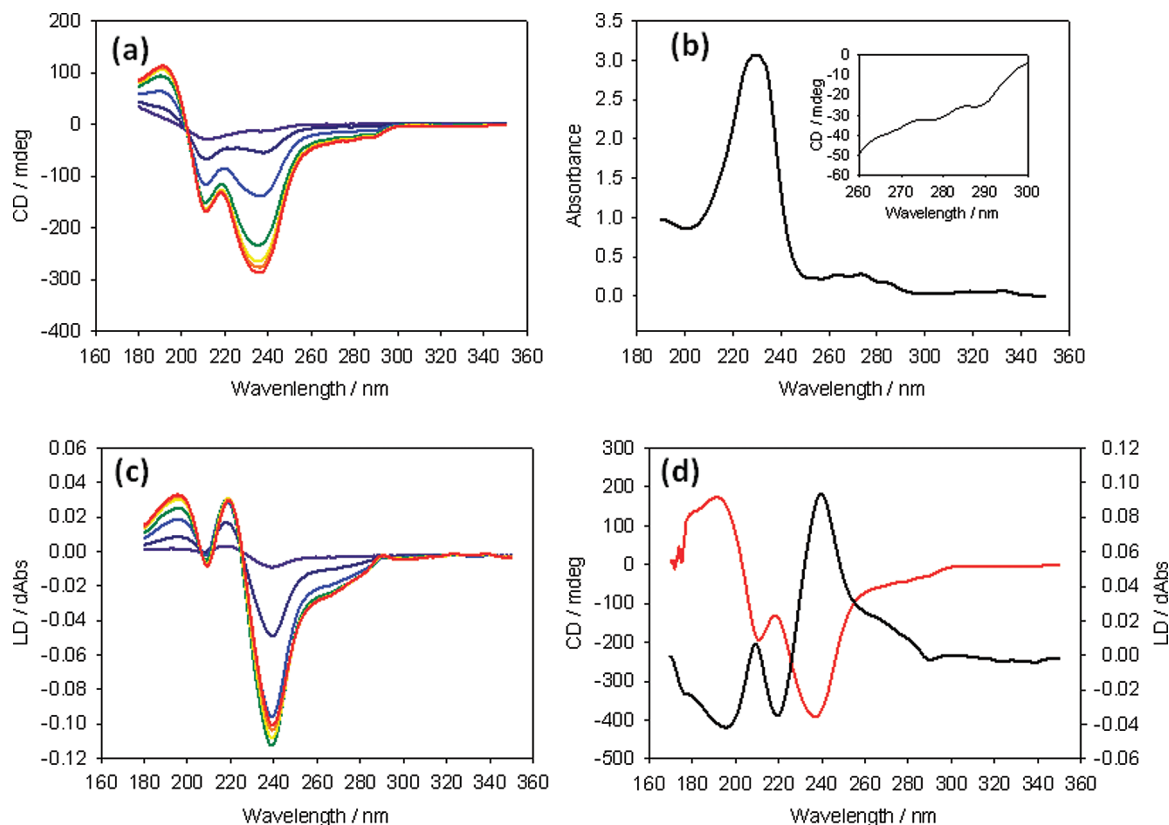 (a)
200
100
0
-100
-200
-300
-400
CD / mdeg
160 180 200 220 240 260 280 300 320 340 360
Wavenlength / nm
(b)
3.5
3.0
2.5
2.0
1.5
1.0
0.5
0.0
Absorbance
180 200 220 240 260 280 300 320 340 360
Wavelength / nm
0
-10
-20
-30
-40
-50
-60
CD / mdeg
260 270 280 290 300
Wavelength / nm
(c)
0.06
0.04
0.02
0.00
-0.02
-0.04
-0.06
-0.08
-0.10
-0.12
LD / dAbs
160 180 200 220 240 260 280 300 320 340 360
Wavelength / nm
(d)
300
200
100
0
-100
-200
-300
-400
-500
CD / mdeg
0.12
0.10
0.08
0.06
0.04
0.02
0.00
-0.02
-0.04
-0.06
LD / dAbs
160 180 200 220 240 260 280 300 320 340 360
Wavelength / nm